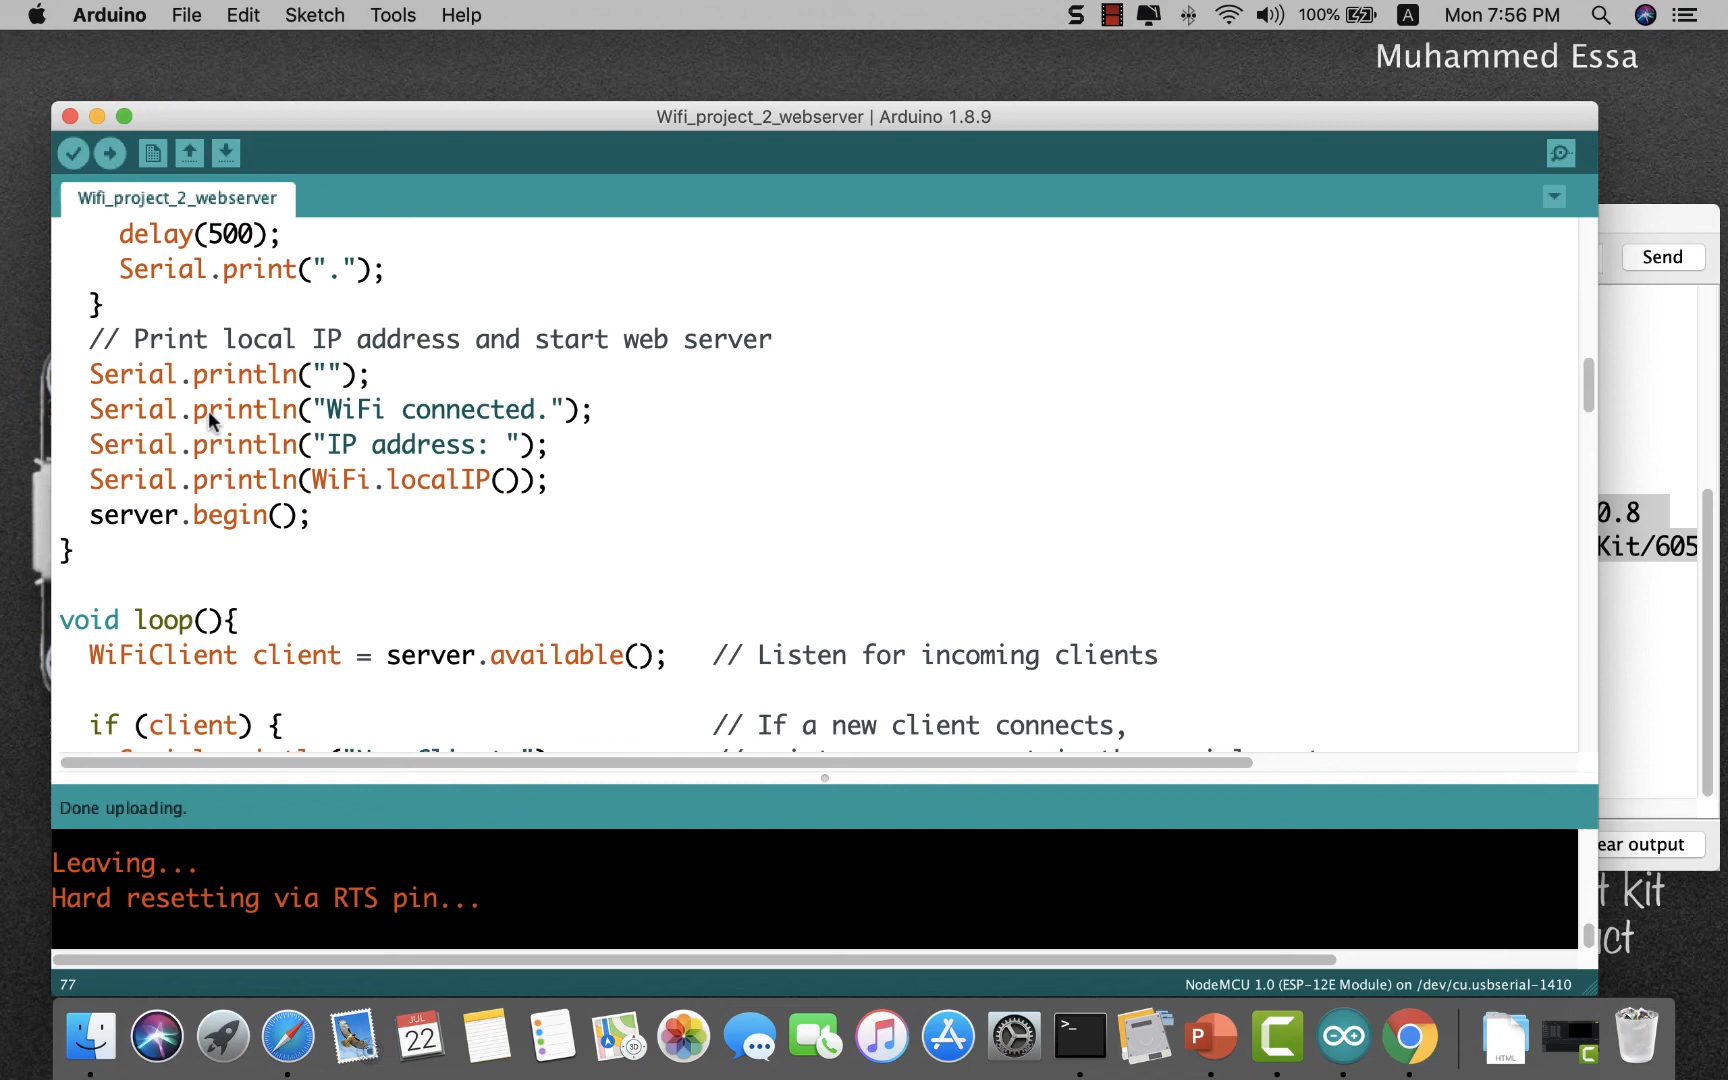 Arduino File Edit Sketch Tools Help
100% A Mon 7:56 PM
Muhammed Essa
Wifi_project_2_webserver | Arduino 1.8.9
Wifi_project_2_webserver
Send
delay(500);
Serial.print(".");
}
// Print local IP address and start web server
Serial.println("");
Serial.println("WiFi connected.");
Serial.println("IP address: ");
Serial.println(WiFi.localIP());
server.begin();
}
0.8
Kit/605
void loop(){
WiFiClient client = server.available();   // Listen for incoming clients
if (client) {                             // If a new client connects,
Done uploading.
ear output
Leaving...
Hard resetting via RTS pin...
t kit
uct
77
NodeMCU 1.0 (ESP-12E Module) on /dev/cu.usbserial-1410
JUL
22
3D
>_
P
C
HTML
C